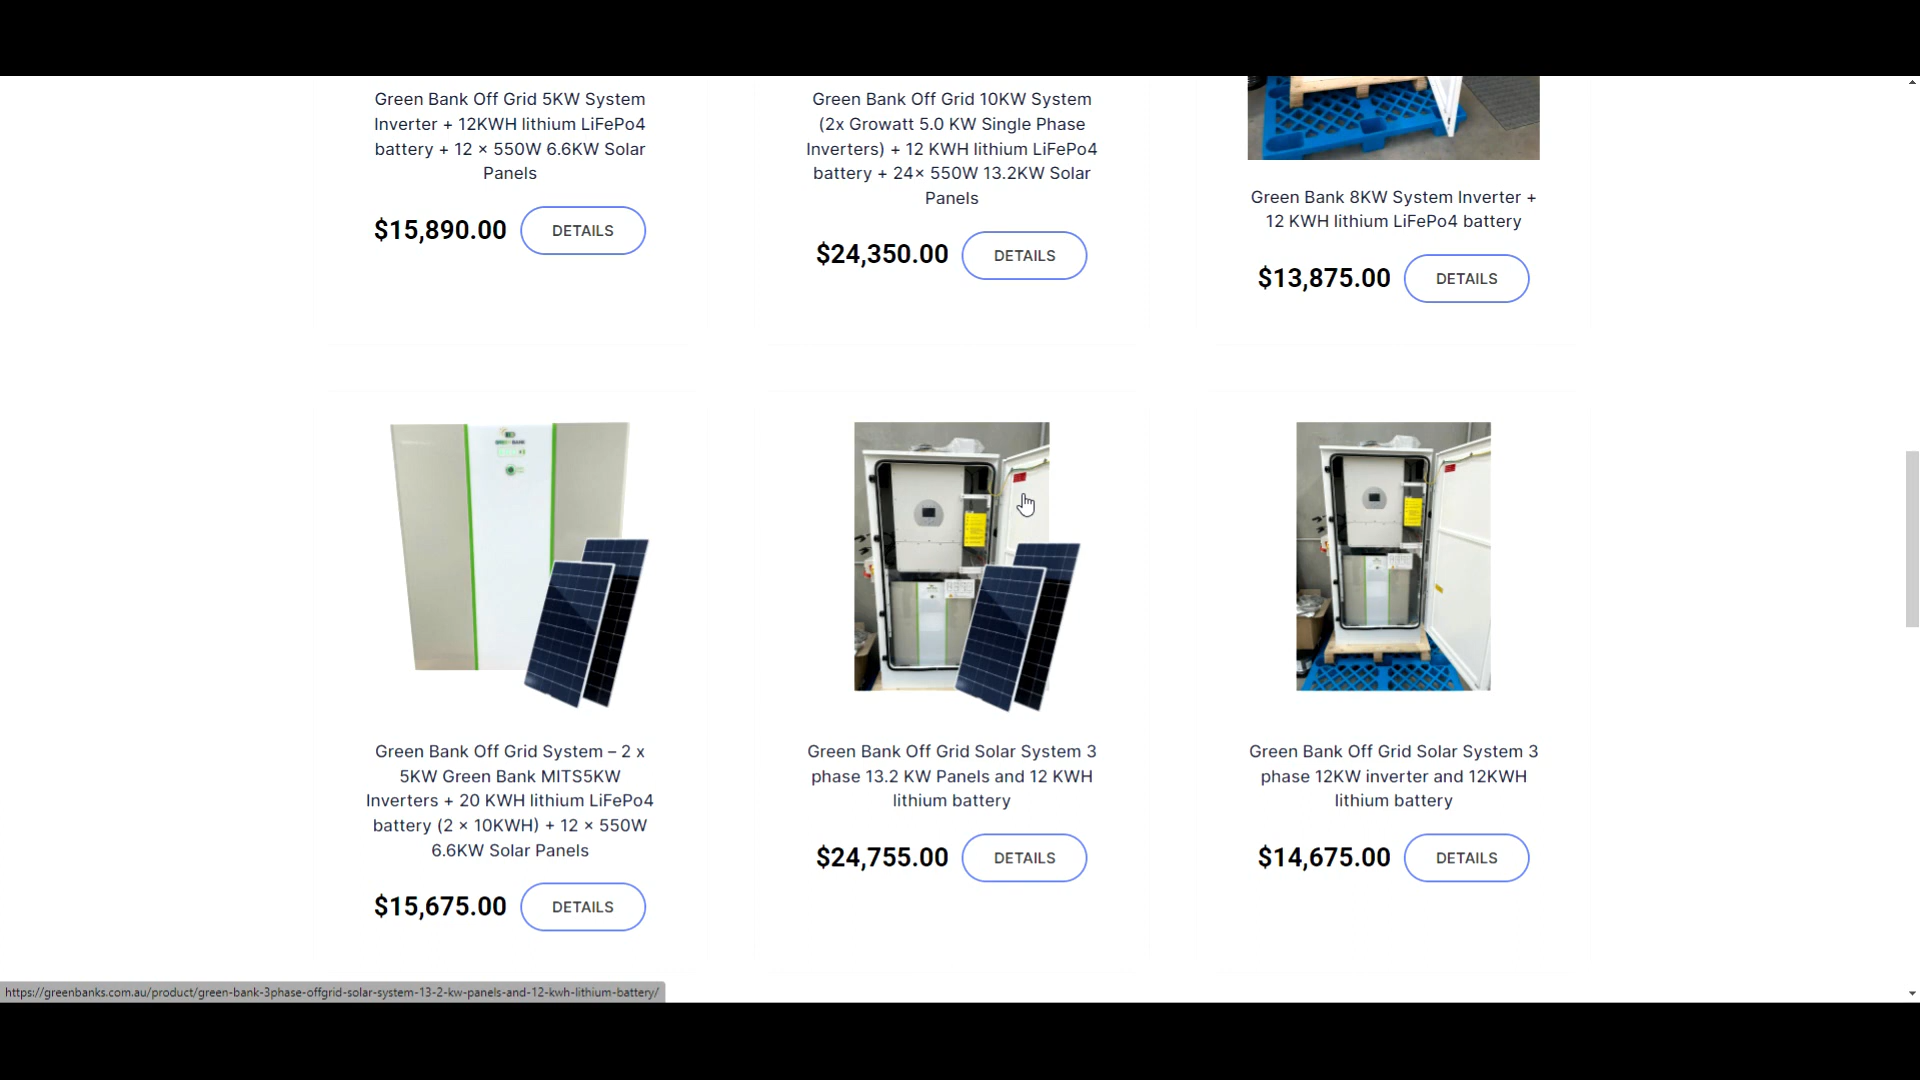 Green Bank Off Grid 5KW System
Inverter + 12KWH lithium LiFePo4
battery + 12 × 550W 6.6KW Solar
Panels
$15,890.00
DETAILS
Green Bank Off Grid 10KW System
(2x Growatt 5.0 KW Single Phase
Inverters) + 12 KWH lithium LiFePo4
battery + 24× 550W 13.2KW Solar
Panels
$24,350.00
DETAILS
Green Bank 8KW System Inverter +
12 KWH lithium LiFePo4 battery
$13,875.00
DETAILS
Green Bank Off Grid System – 2 x
5KW Green Bank MITS5KW
Inverters + 20 KWH lithium LiFePo4
battery (2 × 10KWH) + 12 × 550W
6.6KW Solar Panels
$15,675.00
DETAILS
Green Bank Off Grid Solar System 3
phase 13.2 KW Panels and 12 KWH
lithium battery
$24,755.00
DETAILS
Green Bank Off Grid Solar System 3
phase 12KW inverter and 12KWH
lithium battery
$14,675.00
DETAILS
https://greenbanks.com.au/product/green-bank-3phase-offgrid-solar-system-13-2-kw-panels-and-12-kwh-lithium-battery/